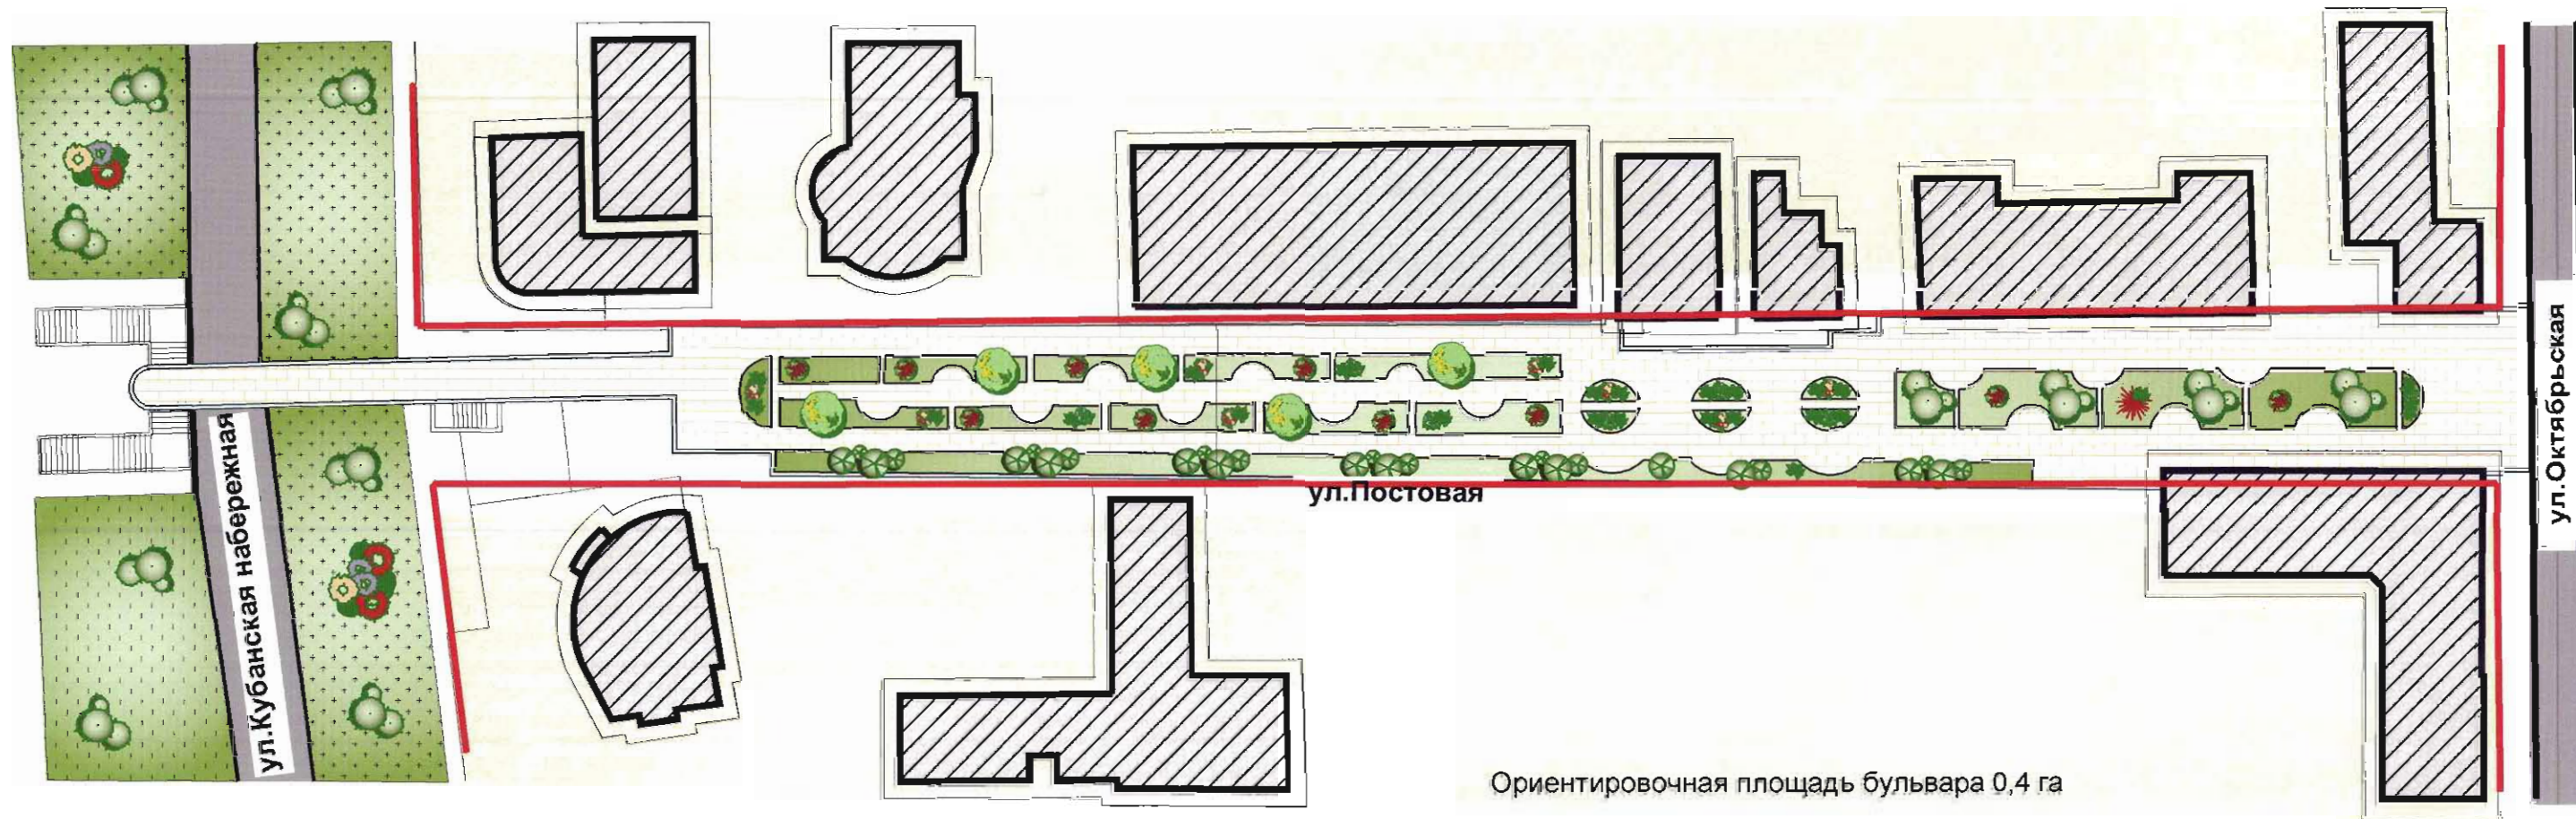 ул.Кубанская набережная
ул.Постовая
ул.Октябрьская
Ориентировочная площадь бульвара 0,4 га